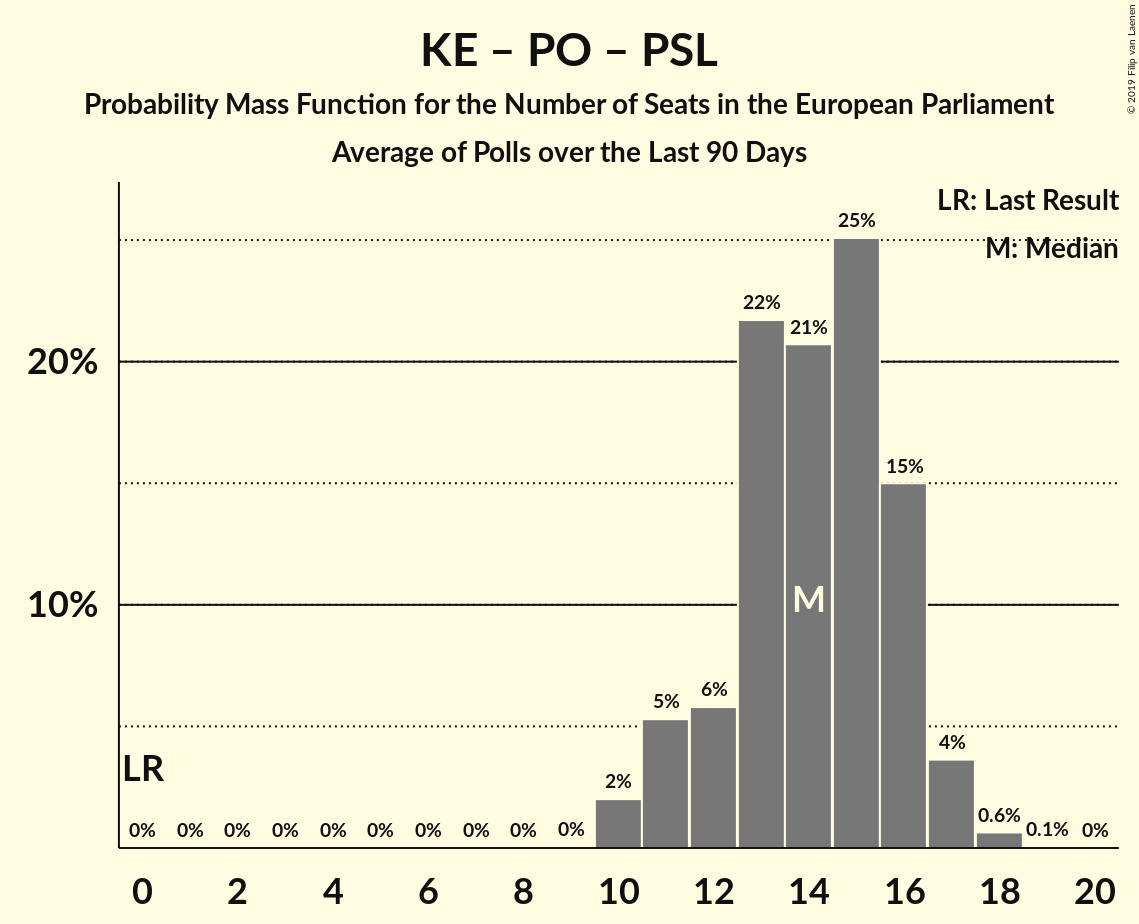 KE – PO – PSL
Probability Mass Function for the Number of Seats in the European Parliament
Average of Polls over the Last 90 Days
© 2019 Filip van Laenen
LR: Last Result
M: Median
25%
22%
21%
20%
15%
10%
M
6%
5%
4%
LR
2%
0% 0% 0% 0% 0% 0% 0% 0% 0% 0% 0.6% 0.1% 0%
0 2 4 6 8 10 12 14 16 18 20